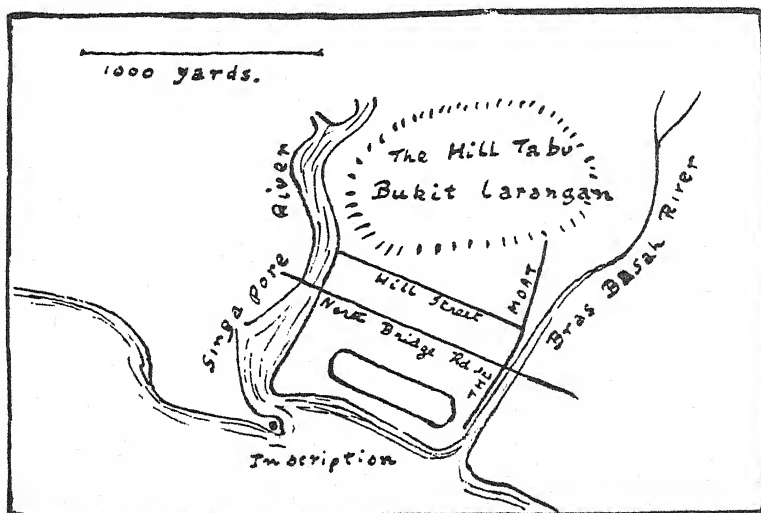 1000 yards.
The Hill Tabu
Bukit Larangan
Singapore River
Hill Street
North Bridge Rd
THE MOAT
Bras Basah River
Inscription